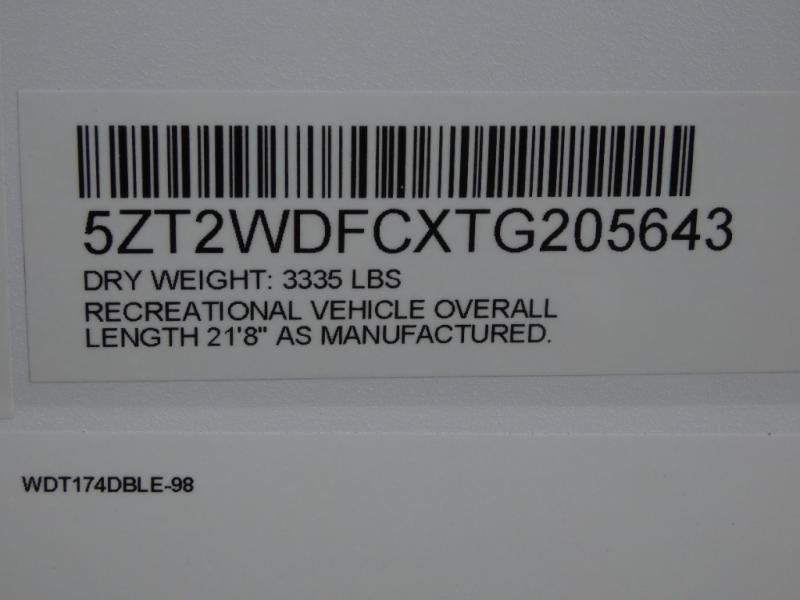 5ZT2WDFCXTG205643
DRY WEIGHT: 3335 LBS
RECREATIONAL VEHICLE OVERALL
LENGTH 21'8" AS MANUFACTURED.
WDT174DBLE-98